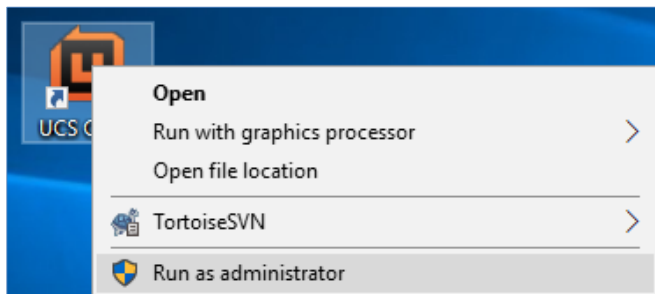 UCS
Open
Run with graphics processor
Open file location
TortoiseSVN
Run as administrator